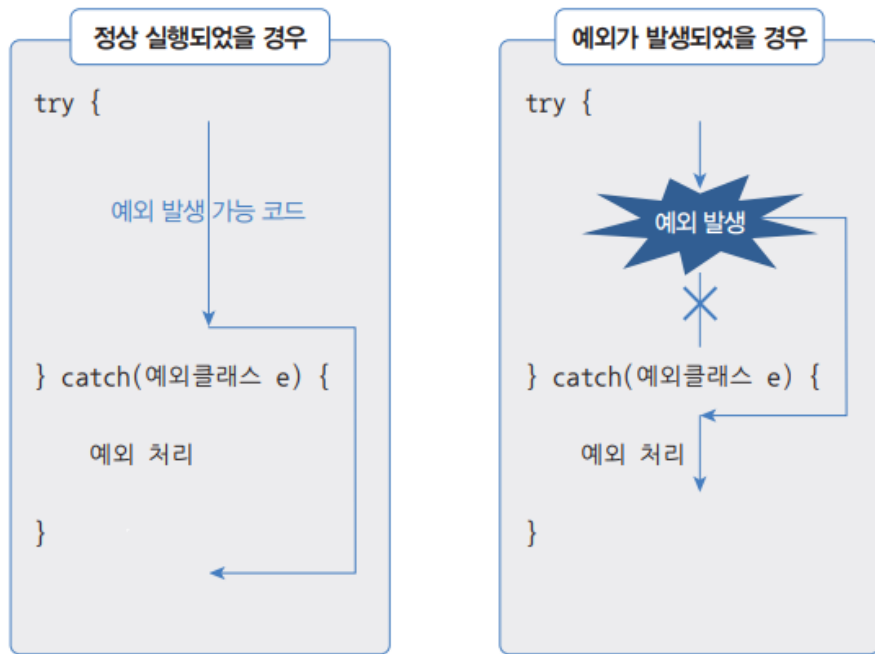 정상 실행되었을 경우
try {
예외 발생 가능 코드
} catch(예외클래스 e) {
예외 처리
}
예외가 발생되었을 경우
try {
예외 발생
} catch(예외클래스 e) {
예외 처리
}